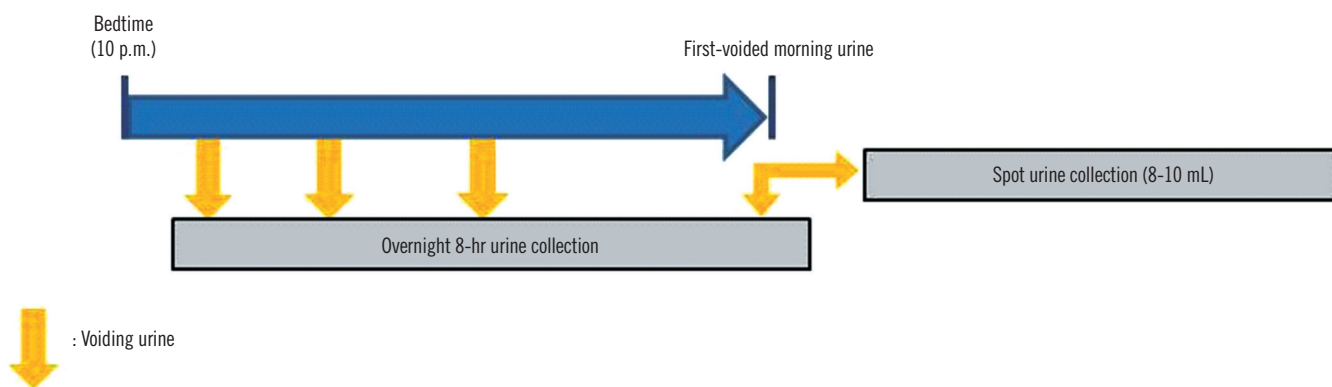 Bedtime
(10 p.m.)
First-voided morning urine
Spot urine collection (8-10 mL)
Overnight 8-hr urine collection
: Voiding urine